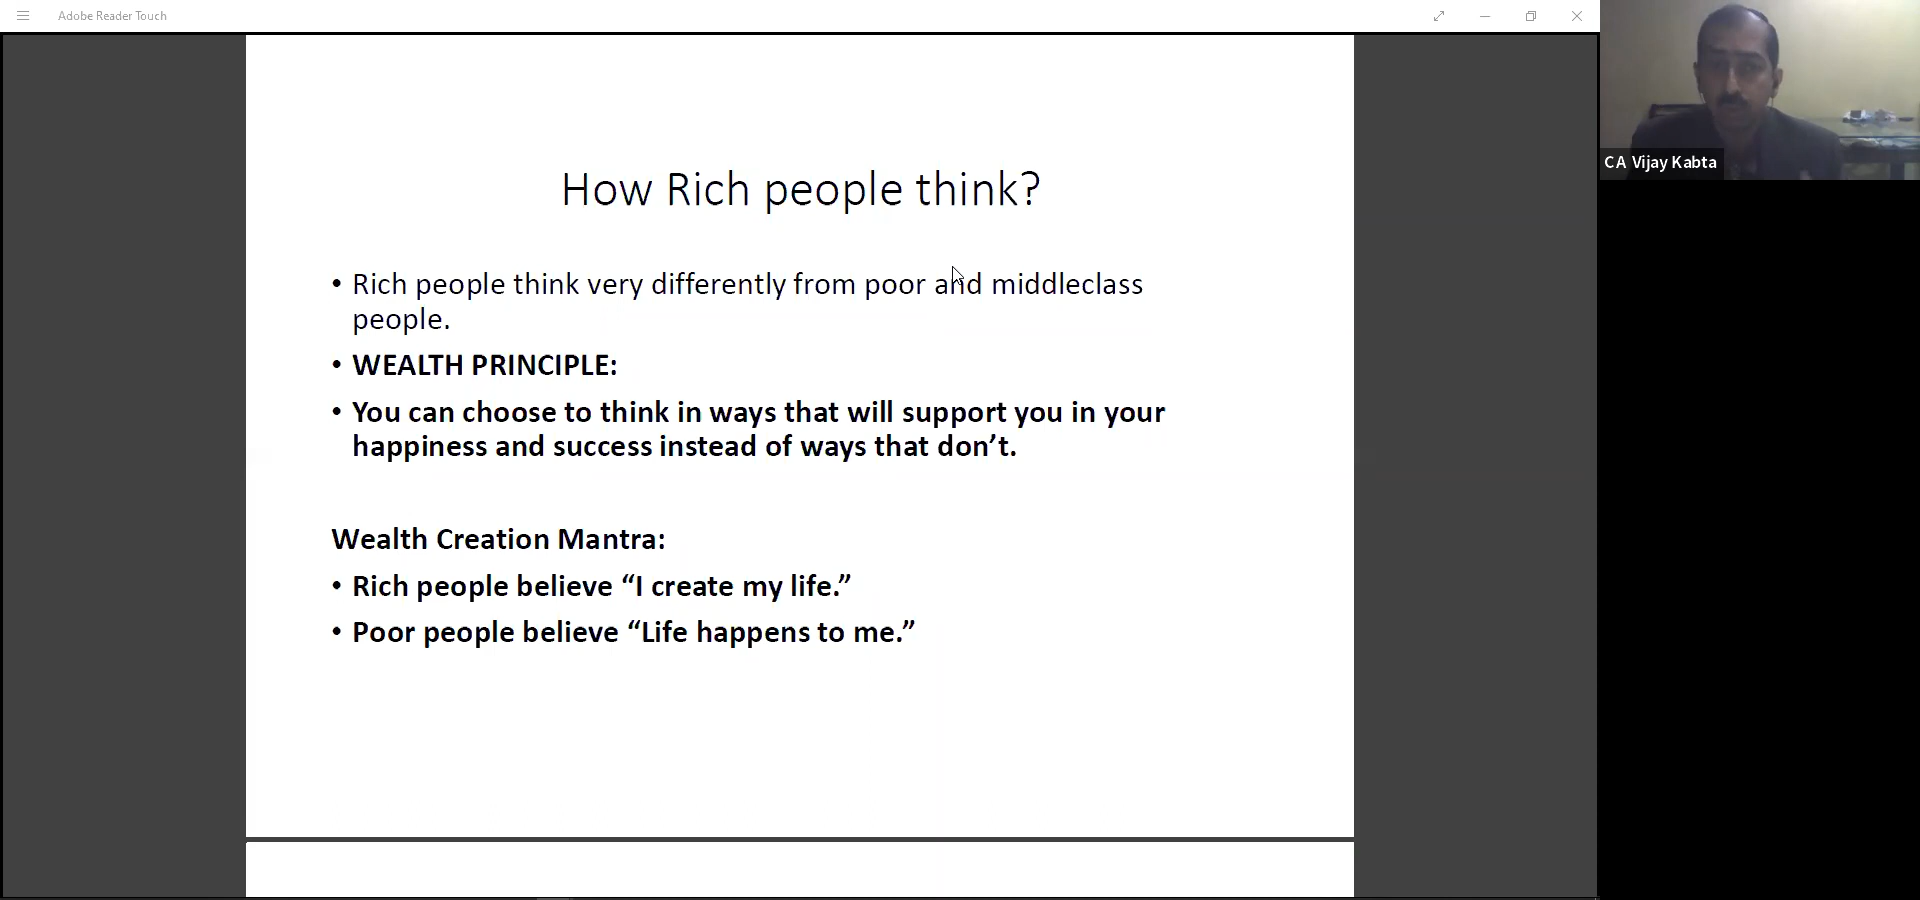 Adobe Reader Touch
How Rich people think?
• Rich people think very differently from poor and middleclass
people.
• WEALTH PRINCIPLE:
• You can choose to think in ways that will support you in your
happiness and success instead of ways that don’t.
Wealth Creation Mantra:
• Rich people believe “I create my life.”
• Poor people believe “Life happens to me.”
CA Vijay Kabta